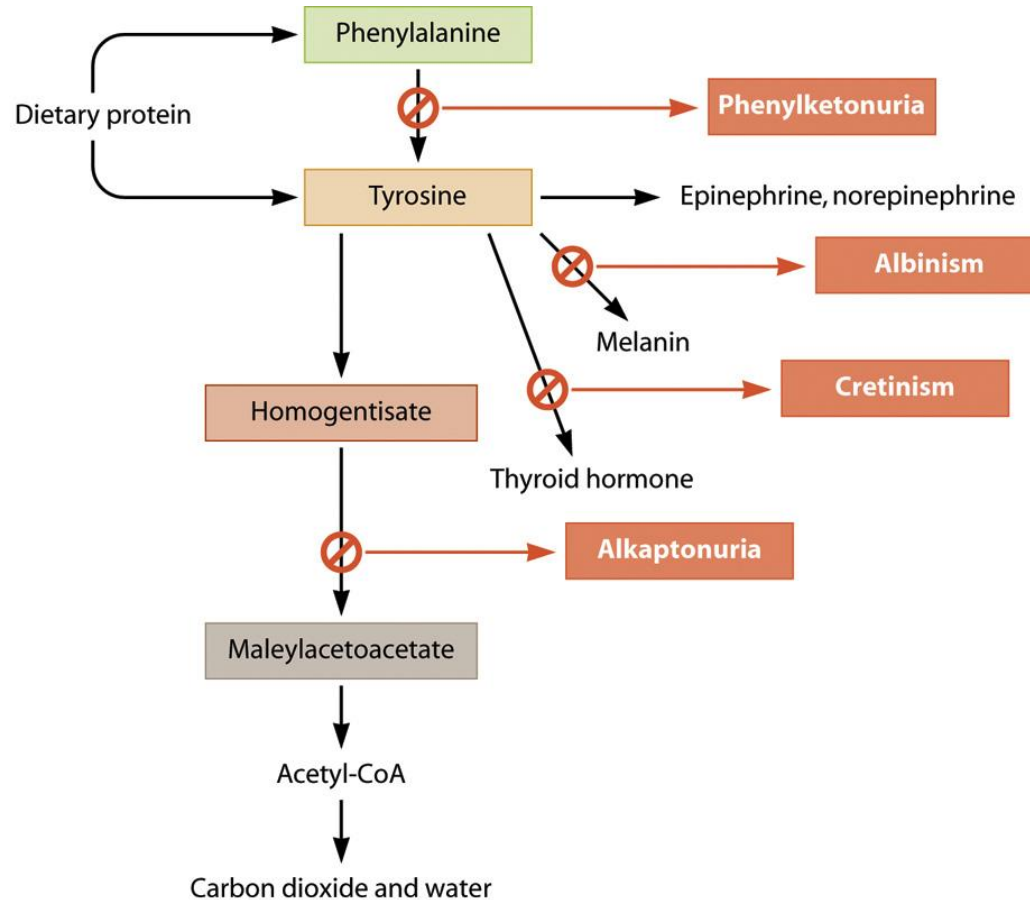 Phenylalanine
Dietary protein
Phenylketonuria
Tyrosine
Epinephrine, norepinephrine
Albinism
Melanin
Cretinism
Homogentisate
Thyroid hormone
Alkaptonuria
Maleylacetoacetate
Acetyl-CoA
Carbon dioxide and water